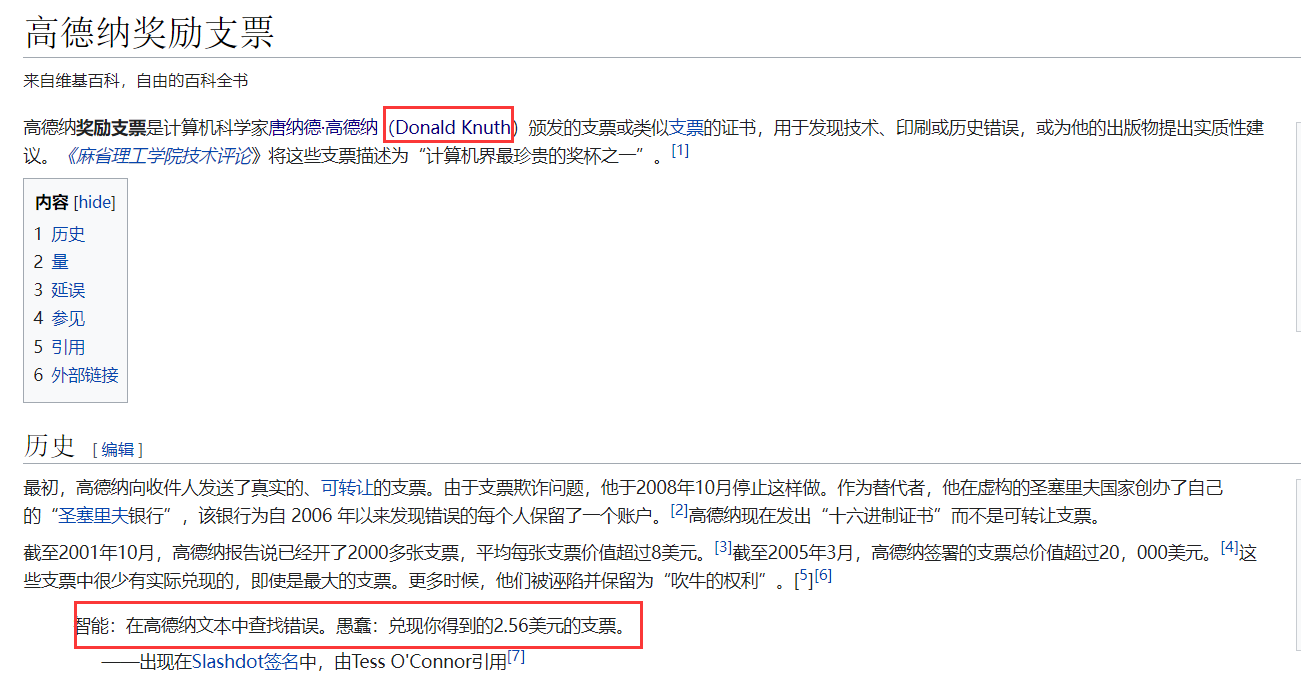 高德纳奖励支票
来自维基百科，自由的百科全书
高德纳奖励支票是计算机科学家唐纳德·高德纳（Donald Knuth）颁发的支票或类似支票的证书，用于发现技术、印刷或历史错误，或为他的出版物提出实质性建
议。《麻省理工学院技术评论》将这些支票描述为“计算机界最珍贵的奖杯之一”。[1]
内容 [hide]
1 历史
2 量
3 延误
4 参见
5 引用
6 外部链接
历史 [ 编辑 ]
最初，高德纳向收件人发送了真实的、可转让的支票。由于支票欺诈问题，他于2008年10月停止这样做。作为替代者，他在虚构的圣塞里夫国家创办了自己
的“圣塞里夫银行”，该银行为自 2006 年以来发现错误的每个人保留了一个账户。[2]高德纳现在发出“十六进制证书”而不是可转让支票。
截至2001年10月，高德纳报告说已经开了2000多张支票，平均每张支票价值超过8美元。[3]截至2005年3月，高德纳签署的支票总价值超过20，000美元。[4]这
些支票中很少有实际兑现的，即使是最大的支票。更多时候，他们被诬陷并保留为“吹牛的权利”。[5][6]
智能：在高德纳文本中查找错误。愚蠢：兑现你得到的2.56美元的支票。
——出现在Slashdot签名中，由Tess O'Connor引用[7]